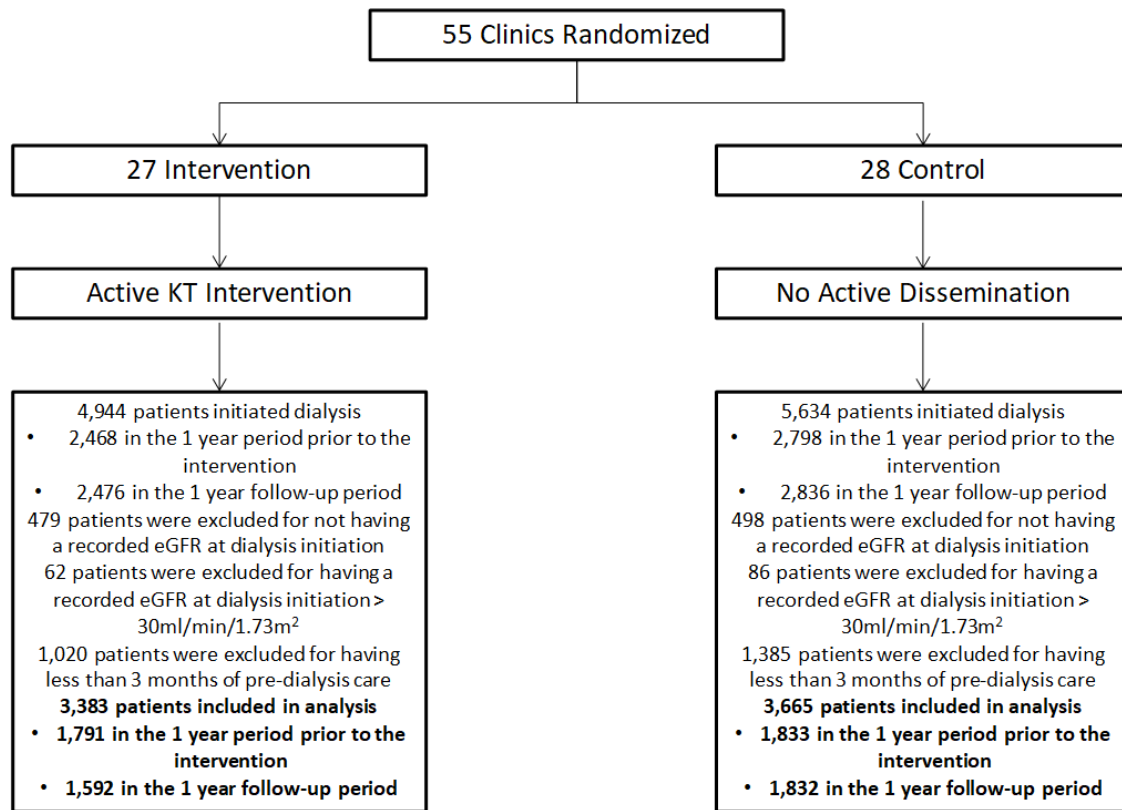 55 Clinics Randomized
27 Intervention
28 Control
Active KT Intervention
No Active Dissemination
4,944 patients initiated dialysis
• 2,468 in the 1 year period prior to the
intervention
• 2,476 in the 1 year follow-up period
479 patients were excluded for not having
a recorded eGFR at dialysis initiation
62 patients were excluded for having a
recorded eGFR at dialysis initiation >
30ml/min/1.73m²
1,020 patients were excluded for having
less than 3 months of pre-dialysis care
3,383 patients included in analysis
• 1,791 in the 1 year period prior to the
intervention
• 1,592 in the 1 year follow-up period
5,634 patients initiated dialysis
• 2,798 in the 1 year period prior to the
intervention
• 2,836 in the 1 year follow-up period
498 patients were excluded for not having
a recorded eGFR at dialysis initiation
86 patients were excluded for having a
recorded eGFR at dialysis initiation >
30ml/min/1.73m²
1,385 patients were excluded for having
less than 3 months of pre-dialysis care
3,665 patients included in analysis
• 1,833 in the 1 year period prior to the
intervention
• 1,832 in the 1 year follow-up period